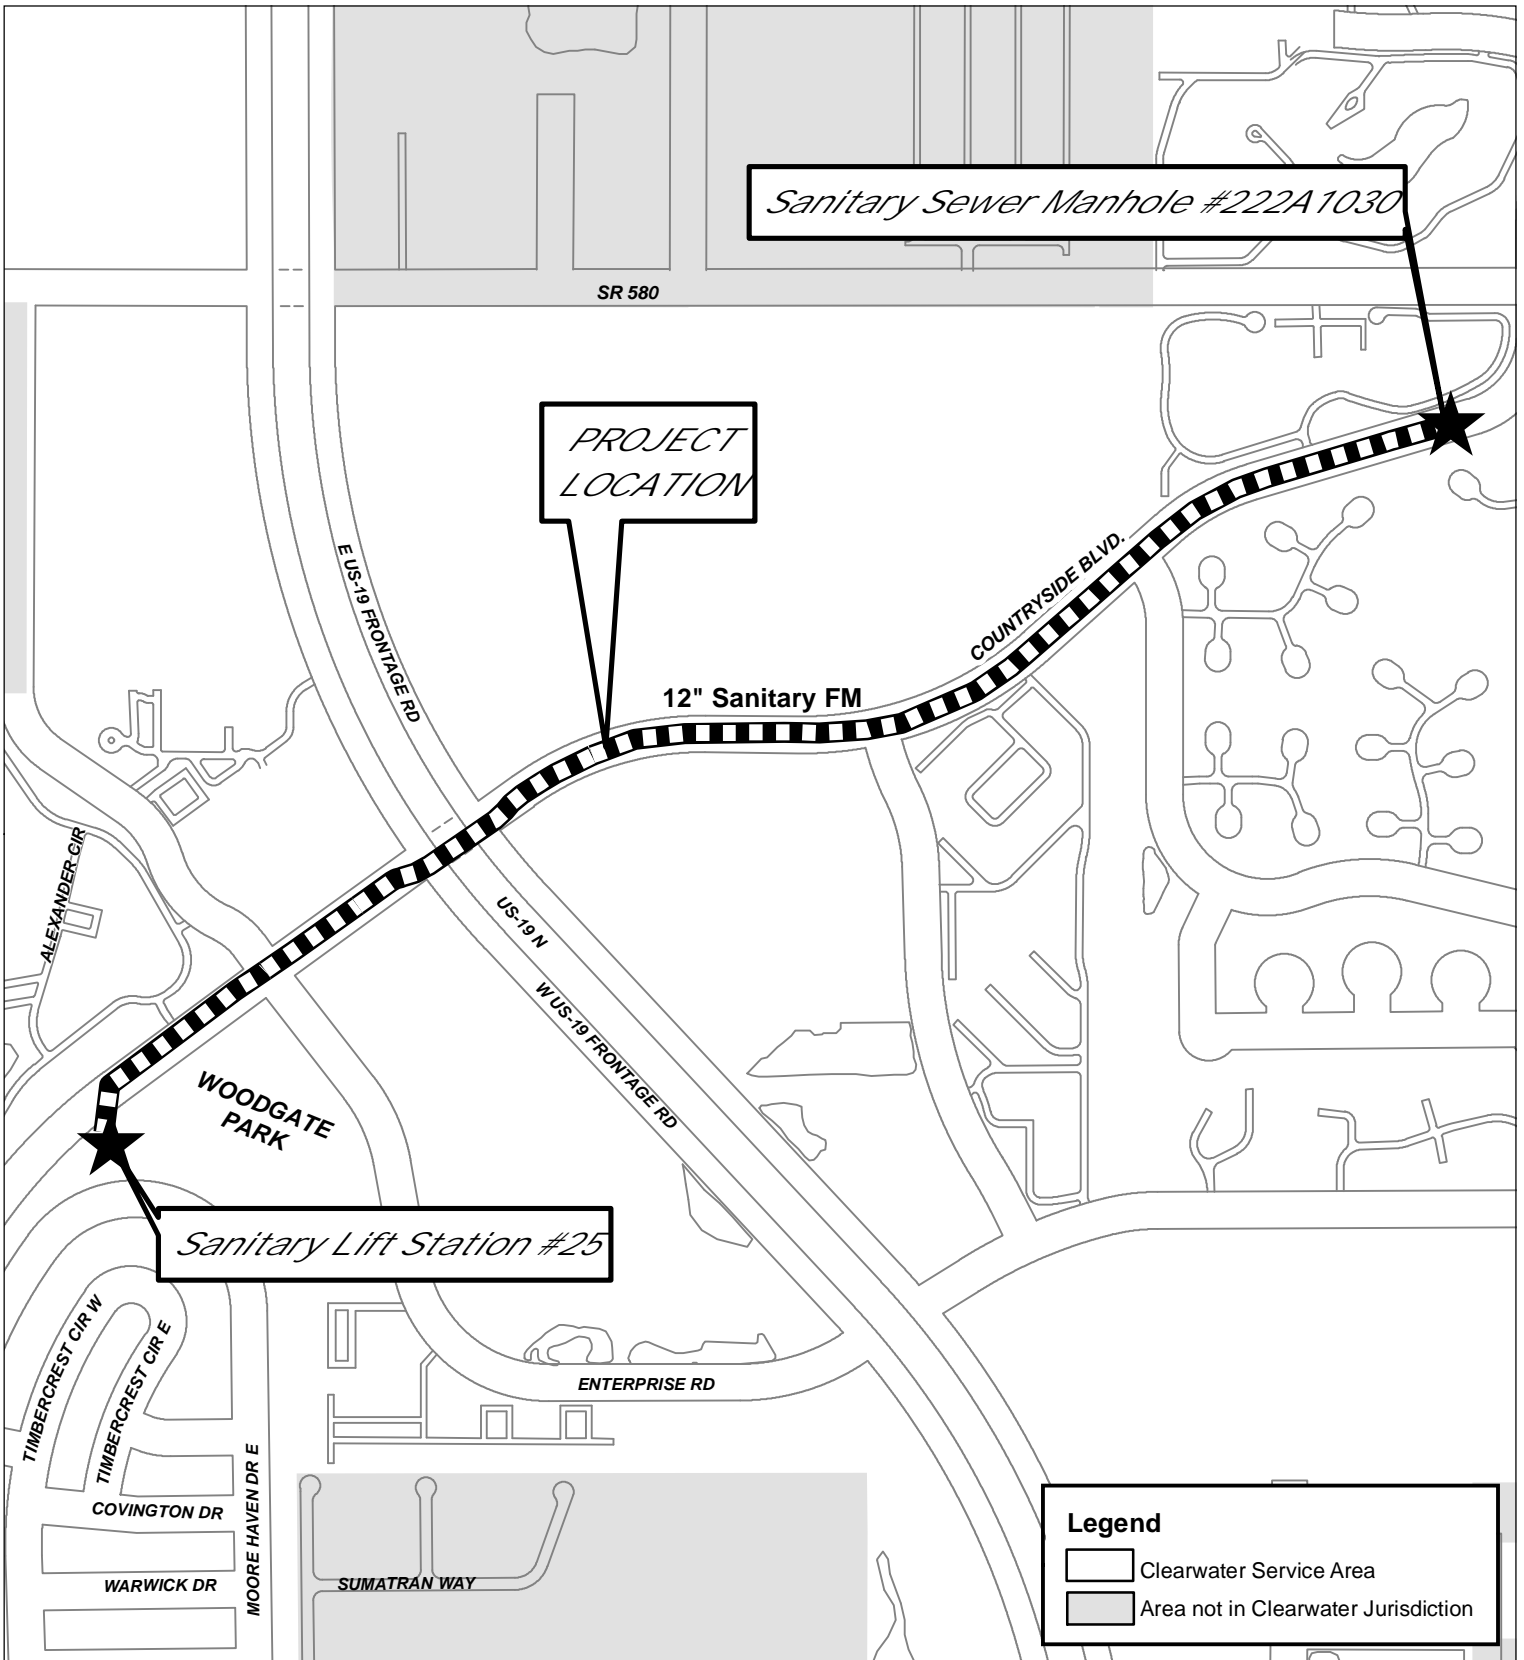 Sanitary Sewer Manhole #222A1030
SR 580
PROJECT
LOCATION
E US-19 FRONTAGE RD
COUNTRYSIDE BLVD.
12" Sanitary FM
ALEXANDER CIR
US-19 N
W US-19 FRONTAGE RD
WOODGATE
PARK
Sanitary Lift Station #25
TIMBERCREST CIR W
TIMBERCREST CIR E
ENTERPRISE RD
MOORE HAVEN DR E
COVINGTON DR
WARWICK DR
SUMATRAN WAY
Legend
Clearwater Service Area
Area not in Clearwater Jurisdiction